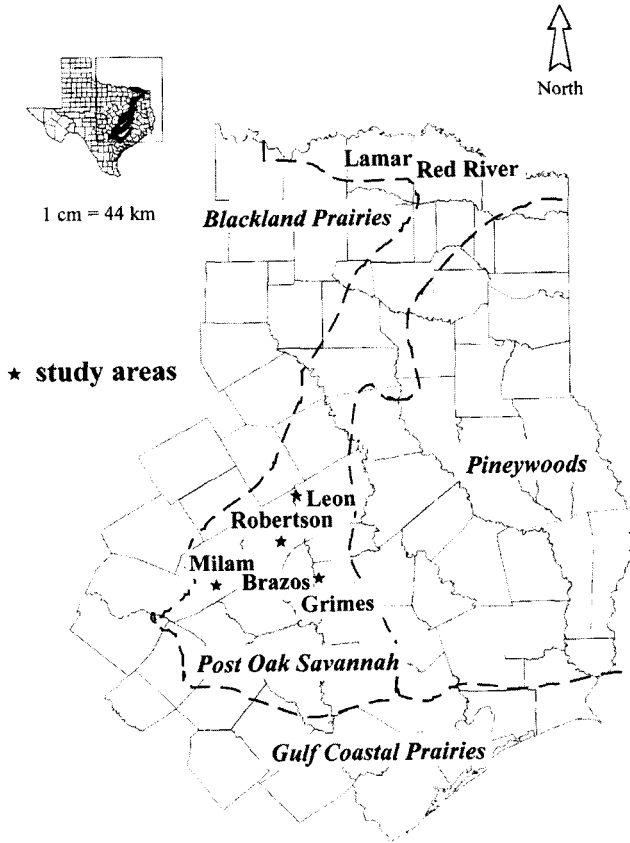 North
1 cm = 44 km
Lamar
Red River
Blackland Prairies
★ study areas
Pineywoods
Leon
Robertson
Milam
Brazos
Grimes
Post Oak Savannah
Gulf Coastal Prairies